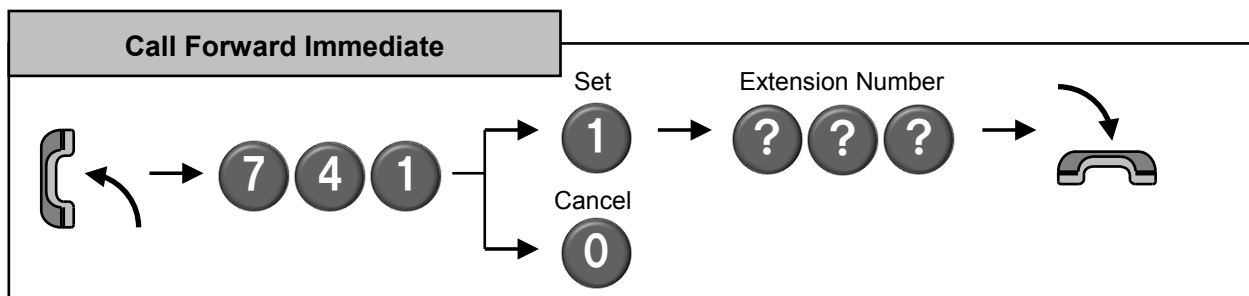 Call Forward Immediate
Set
Extension Number
7 4 1
1
? ? ?
Cancel
0